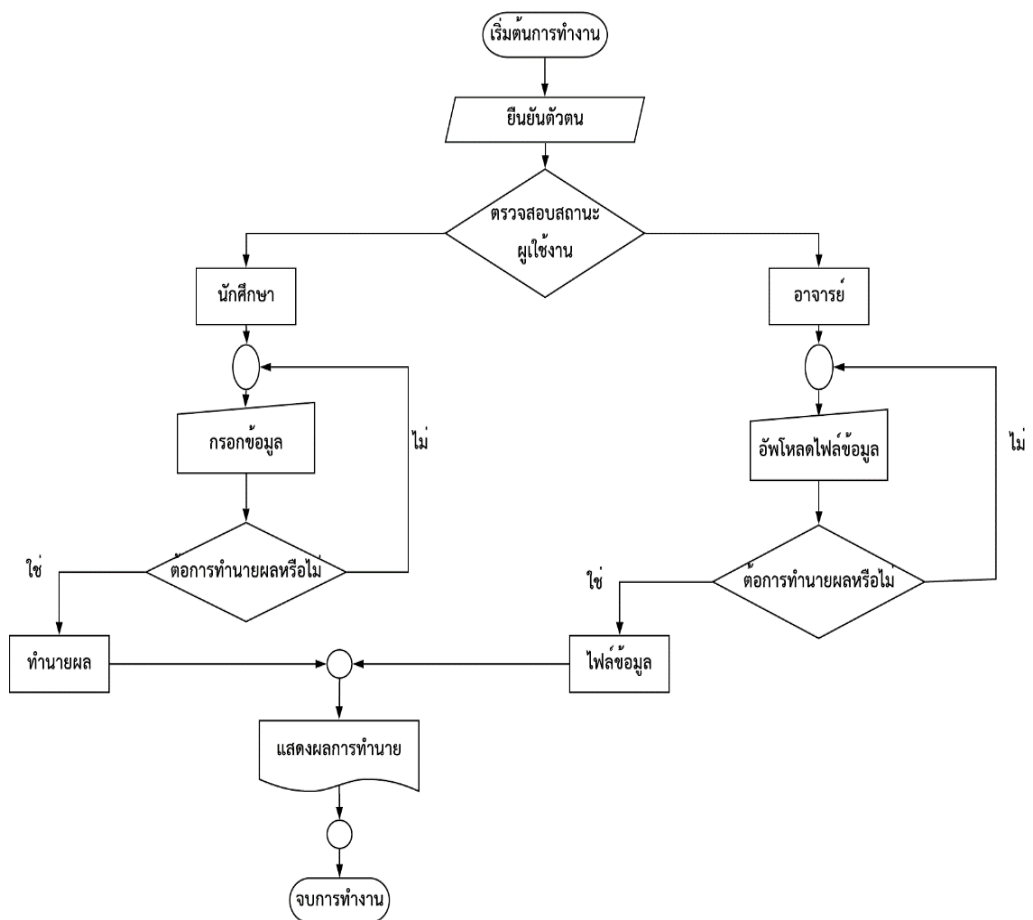 เริ่มต้นการทำงาน
ยืนยันตัวตน
ตรวจสอบสถานะ
ผูเใช้งาน
นักศึกษา
อาจารย์
กรอกข้อมูล
ไม่
อัพโหลดไฟล์ข้อมูล
ไม่
ใช่
ต้อการทำนายผลหรือไม่
ใช่
ต้อการทำนายผลหรือไม่
ทำนายผล
ไฟล์ข้อมูล
แสดงผลการทำนาย
จบการทำงาน